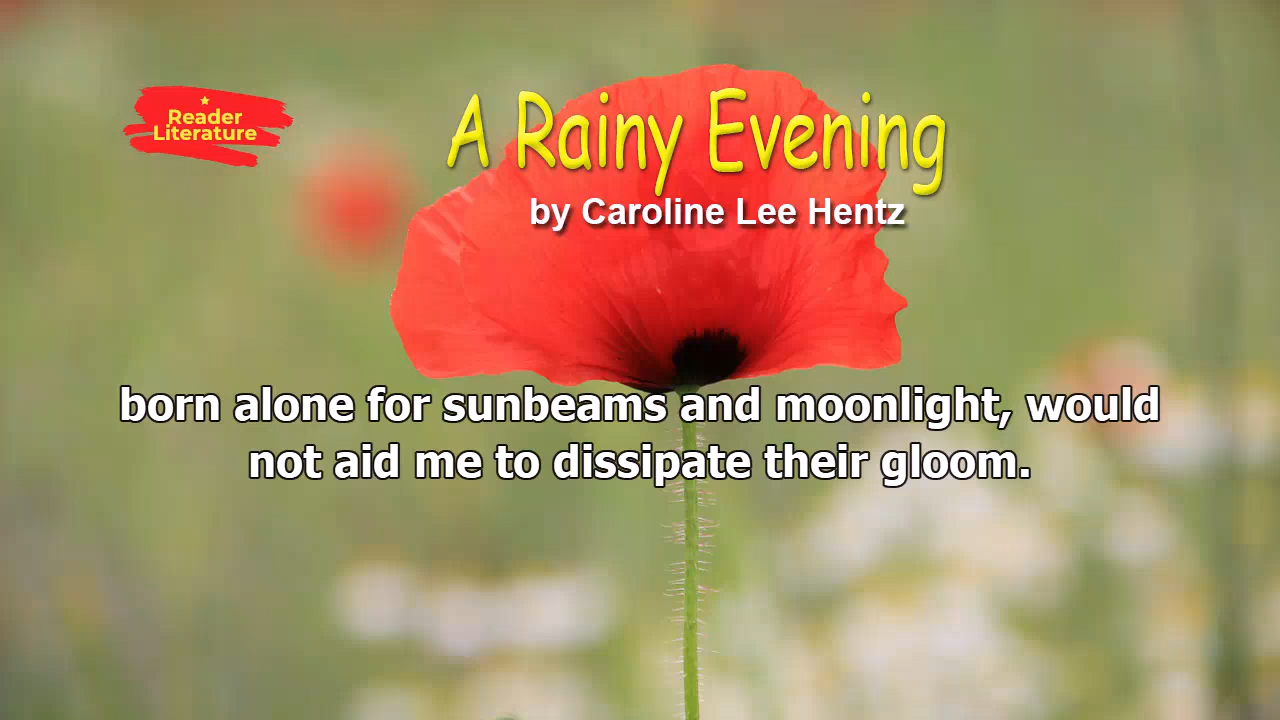 Reader
Literature
A Rainy Evening
by Caroline Lee Hentz
born alone for sunbeams and moonlight, would
not aid me to dissipate their gloom.